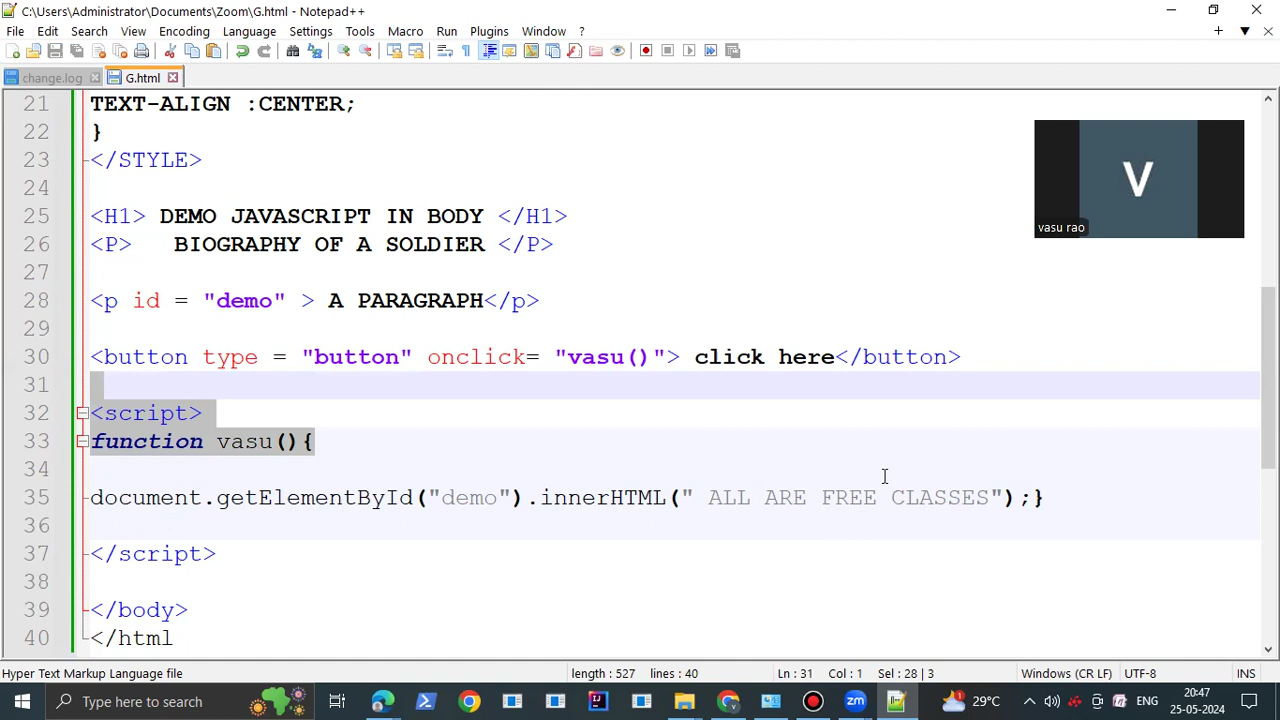 C:\Users\Administrator\Documents\Zoom\G.html - Notepad++
File Edit Search View Encoding Language Settings Tools Macro Run Plugins Window ?
change.log G.html
21 TEXT-ALIGN :CENTER;
22 }
23 </STYLE>
24
25 <H1> DEMO JAVASCRIPT IN BODY </H1>
26 <P> BIOGRAPHY OF A SOLDIER </P>
27
28 <p id = "demo" > A PARAGRAPH</p>
29
30 <button type = "button" onclick= "vasu()"> click here</button>
31
32 <script>
33 function vasu(){
34
35 document.getElementById("demo").innerHTML(" ALL ARE FREE CLASSES");}
36
37 </script>
38
39 </body>
40 </html
V
vasu rao
Hyper Text Markup Language file length : 527 lines : 40 Ln : 31 Col : 1 Sel : 28 | 3 Windows (CR LF) UTF-8 INS
Type here to search zm 1 29°C ENG 20:47
25-05-2024